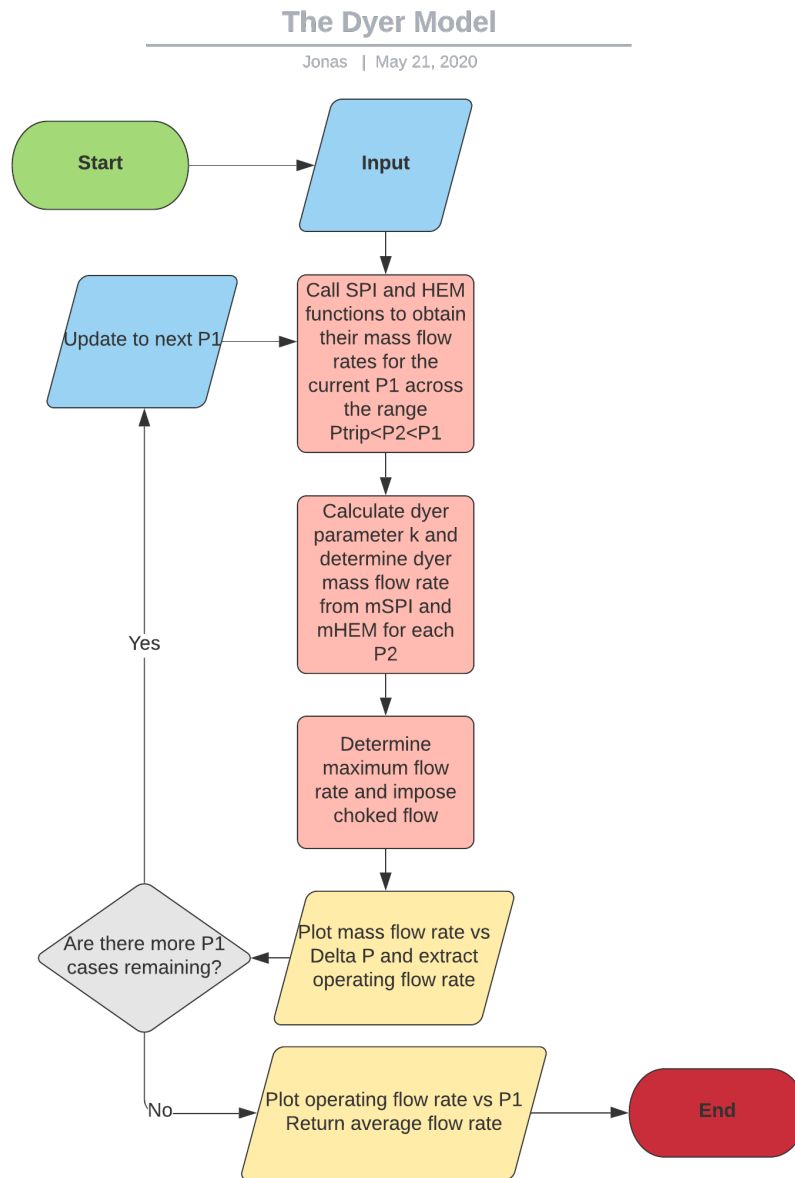 The Dyer Model
Jonas | May 21, 2020
Start
Input
Update to next P1
Call SPI and HEM
functions to obtain
their mass flow
rates for the
current P1 across
the range
Ptrip<P2<P1
Calculate dyer
parameter k and
determine dyer
mass flow rate
from mSPI and
mHEM for each
P2
Yes
Determine
maximum flow
rate and impose
choked flow
Plot mass flow rate vs
Delta P and extract
operating flow rate
Are there more P1
cases remaining?
No
Plot operating flow rate vs P1
Return average flow rate
End